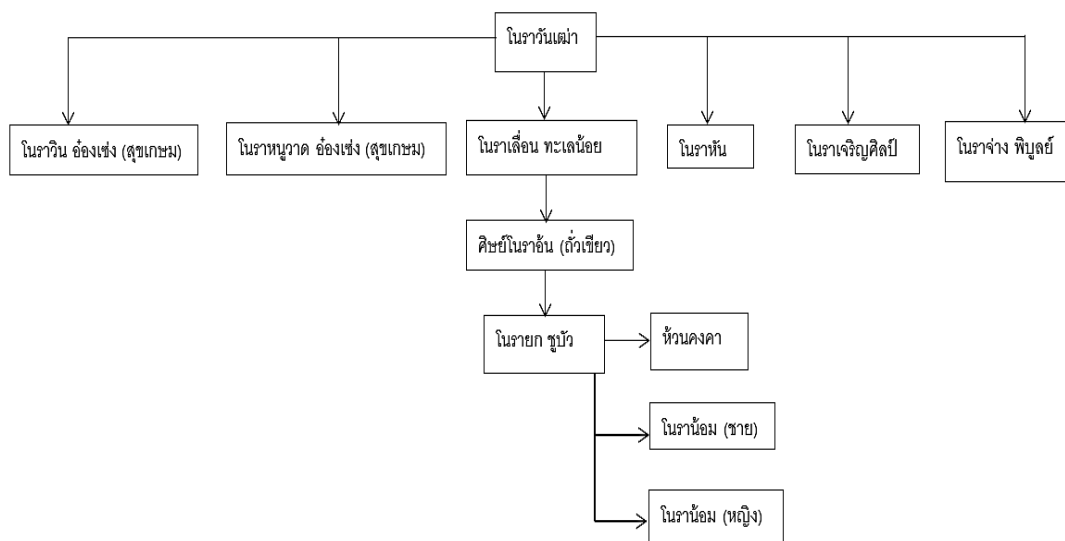 โนราวันเฒ่า
โนราวิน อ๋องเซ่ง (สุขเกษม)
โนราหนูวาด อ๋องเซ่ง (สุขเกษม)
โนราเลื่อน ทะเลน้อย
โนราหัน
โนราเจริญศิลป์
โนราจ่าง พิบูลย์
ศิษย์โนราอ้น (ถั่วเขียว)
โนรายก ชูบัว
ห้วนคงคา
โนราน้อม (ชาย)
โนราน้อม (หญิง)